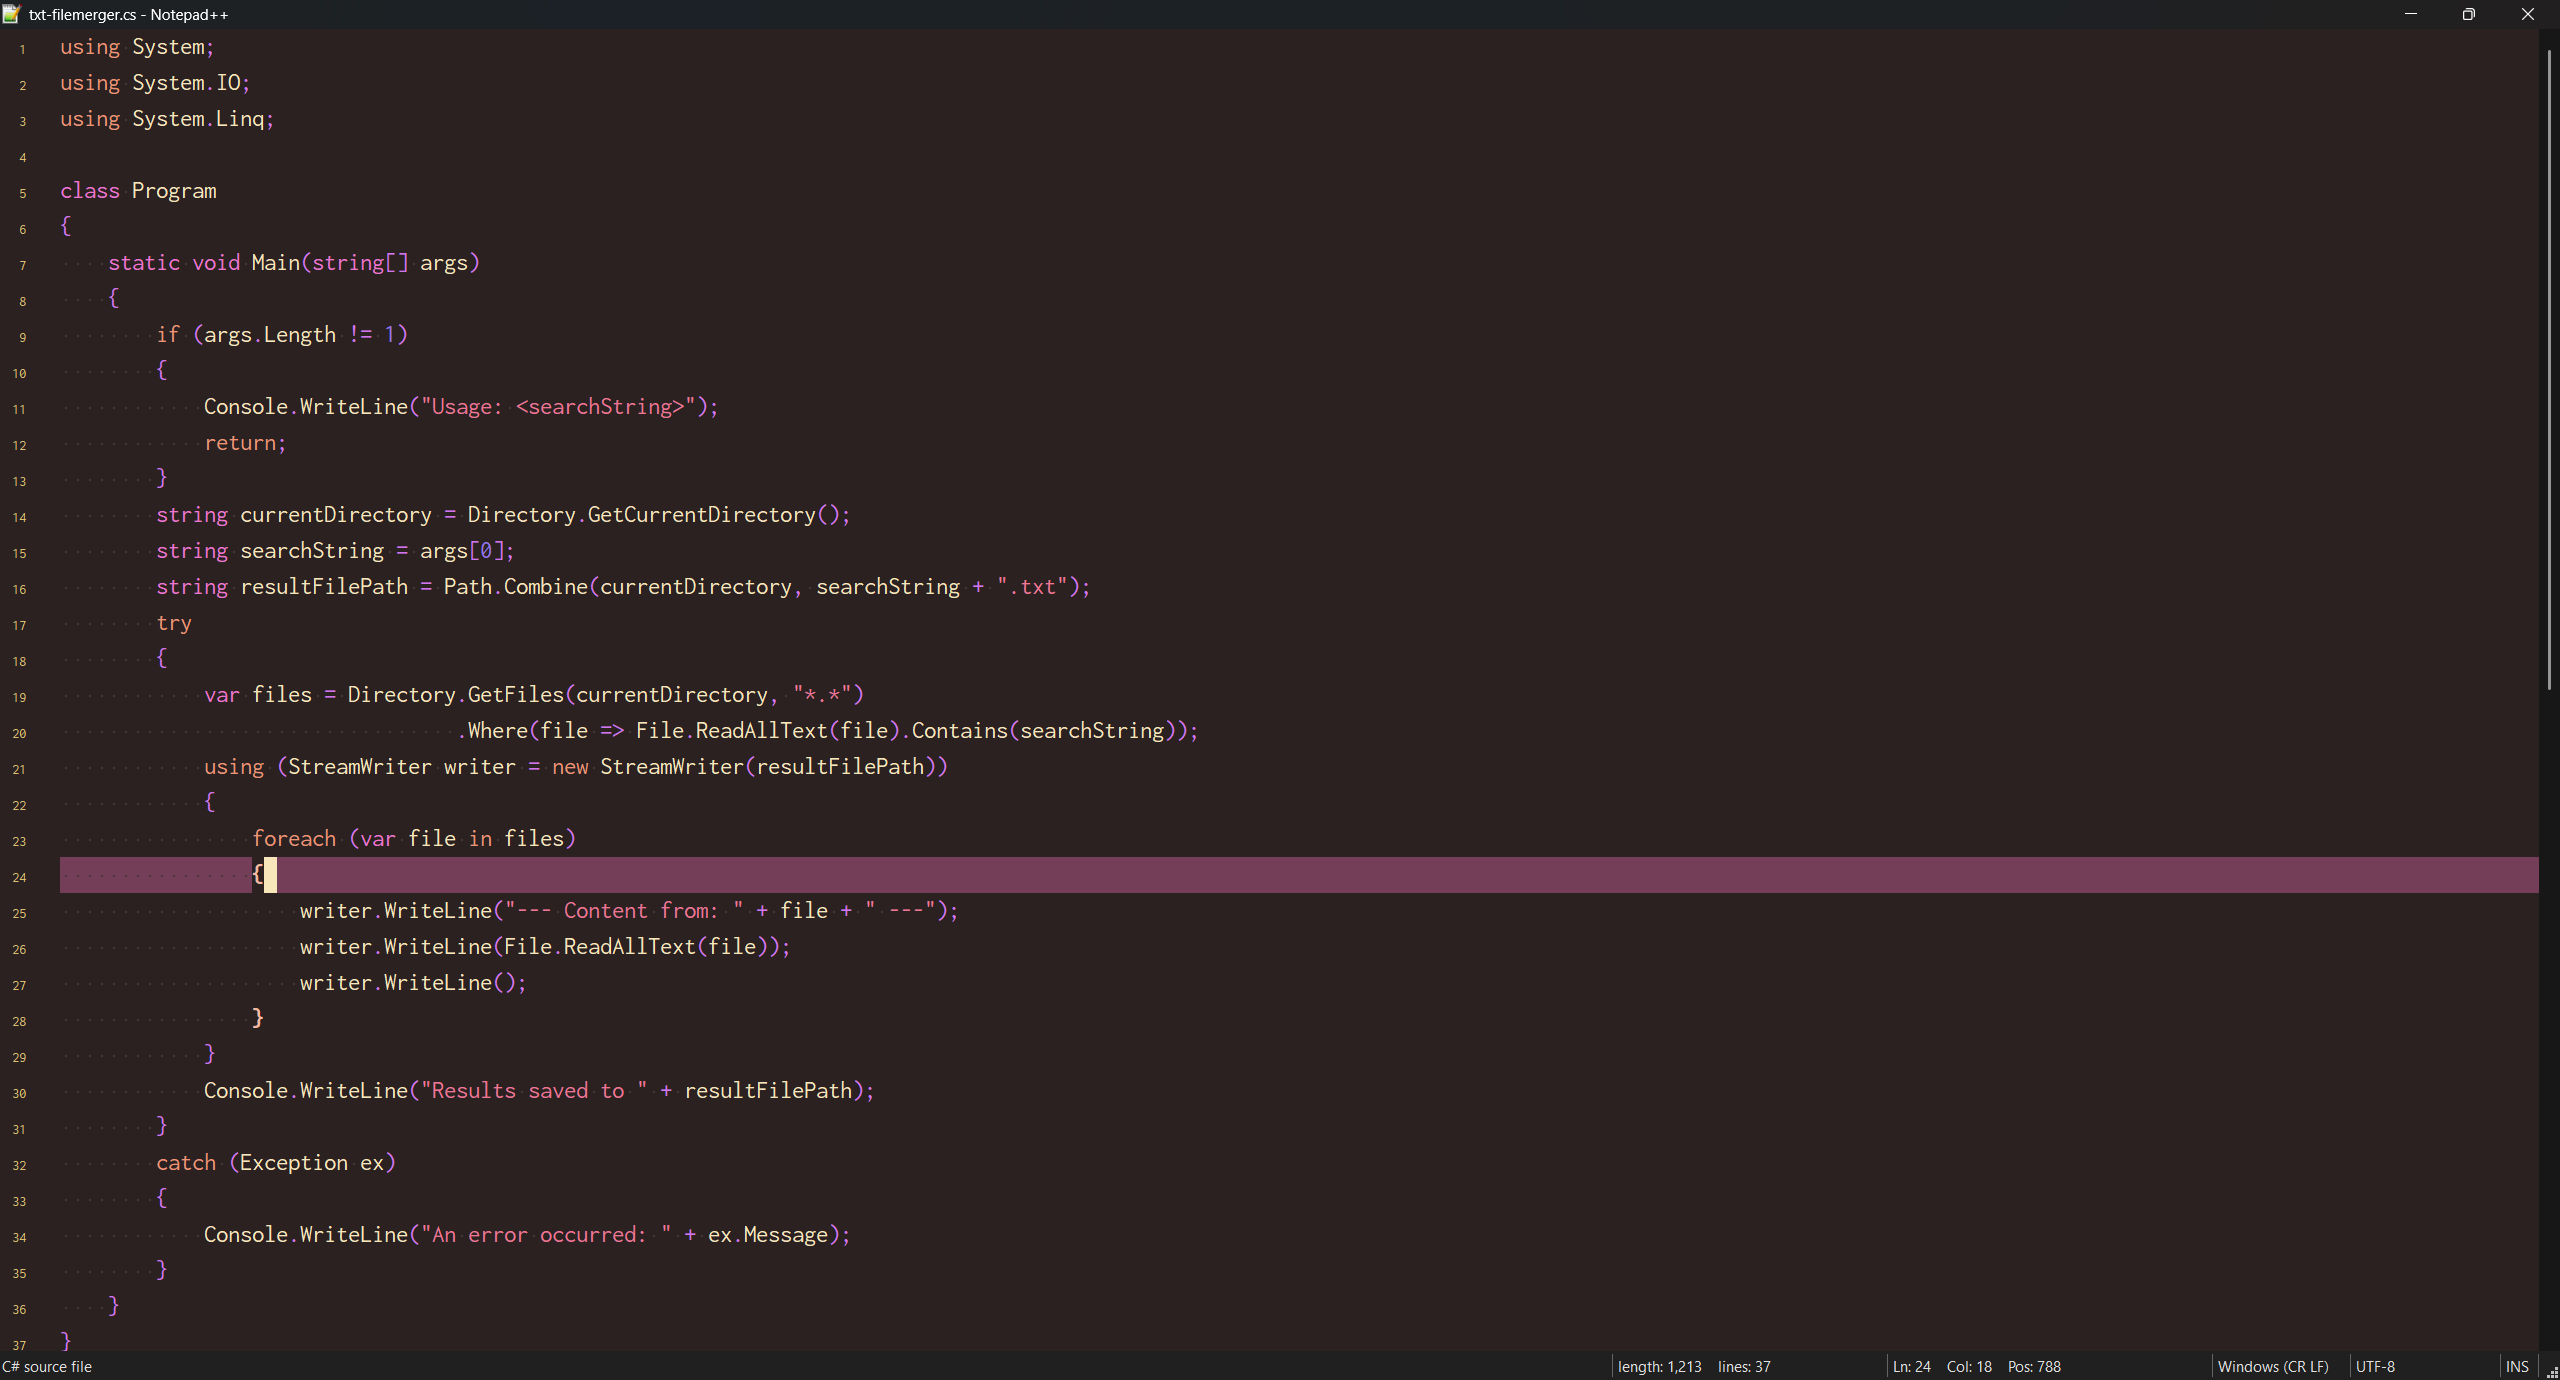 txt-filemerger.cs - Notepad++
1 using System;
2 using System.IO;
3 using System.Linq;
4
5 class Program
6 {
7     static void Main(string[] args)
8     {
9         if (args.Length != 1)
10         {
11             Console.WriteLine("Usage: <searchString>");
12             return;
13         }
14         string currentDirectory = Directory.GetCurrentDirectory();
15         string searchString = args[0];
16         string resultFilePath = Path.Combine(currentDirectory, searchString + ".txt");
17         try
18         {
19             var files = Directory.GetFiles(currentDirectory, "*.*")
20                                  .Where(file => File.ReadAllText(file).Contains(searchString));
21             using (StreamWriter writer = new StreamWriter(resultFilePath))
22             {
23                 foreach (var file in files)
24                 {
25                     writer.WriteLine("--- Content from: " + file + " ---");
26                     writer.WriteLine(File.ReadAllText(file));
27                     writer.WriteLine();
28                 }
29             }
30             Console.WriteLine("Results saved to " + resultFilePath);
31         }
32         catch (Exception ex)
33         {
34             Console.WriteLine("An error occurred: " + ex.Message);
35         }
36     }
37 }
C# source file length: 1,213 lines: 37 Ln: 24 Col: 18 Pos: 788 Windows (CR LF) UTF-8 INS